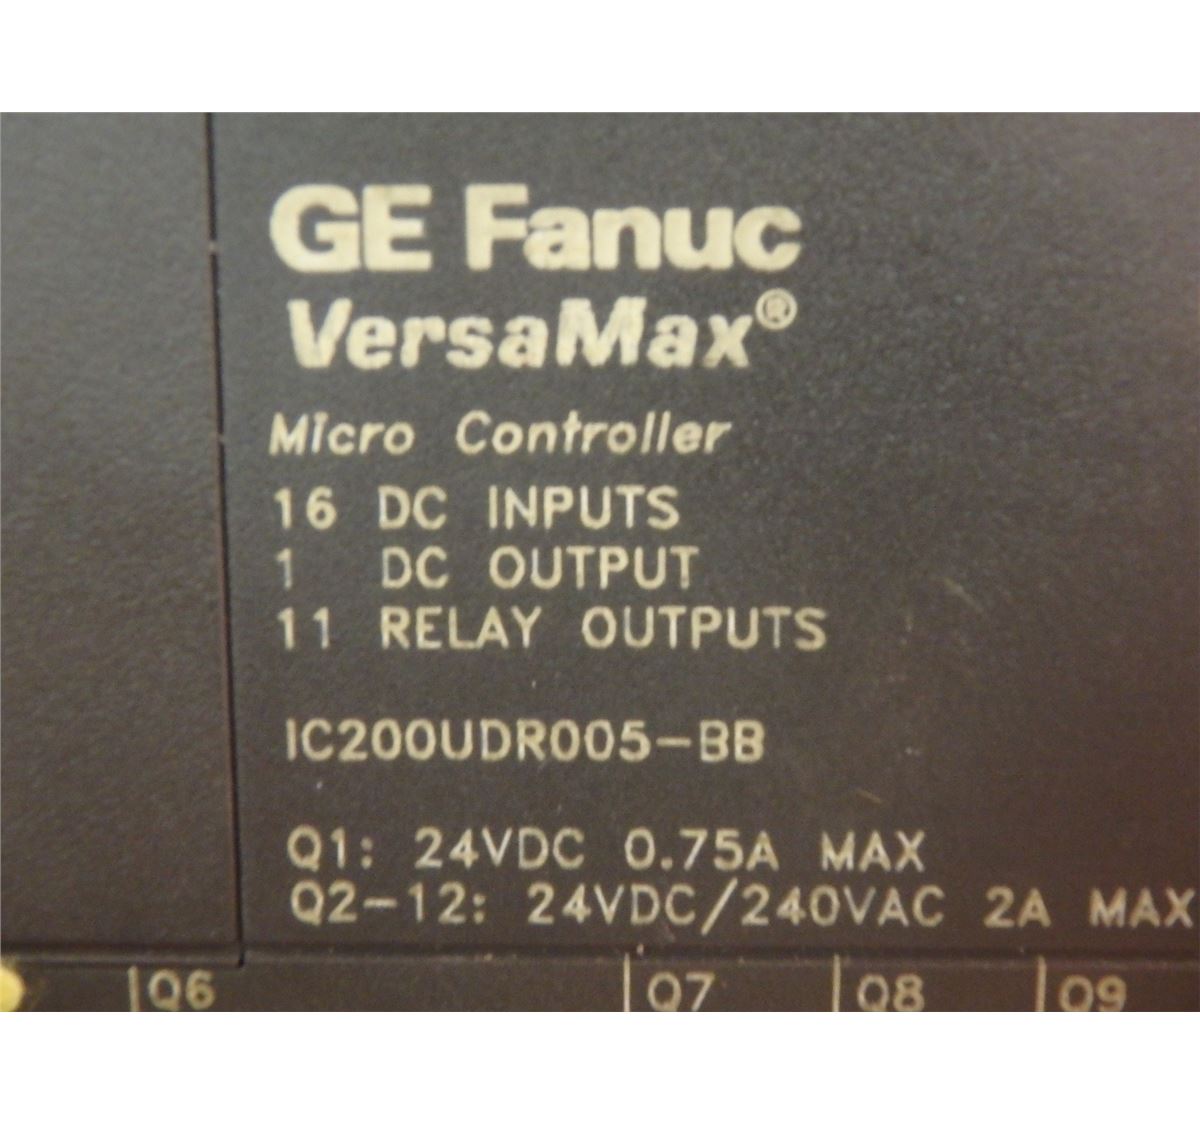 GE Fanuc
VersaMax®
Micro Controller
16 DC INPUTS
1 DC OUTPUT
11 RELAY OUTPUTS
IC200UDR005-BB
Q1: 24VDC 0.75A MAX
Q2-12: 24VDC/240VAC 2A MAX
Q6 Q7 Q8 Q9